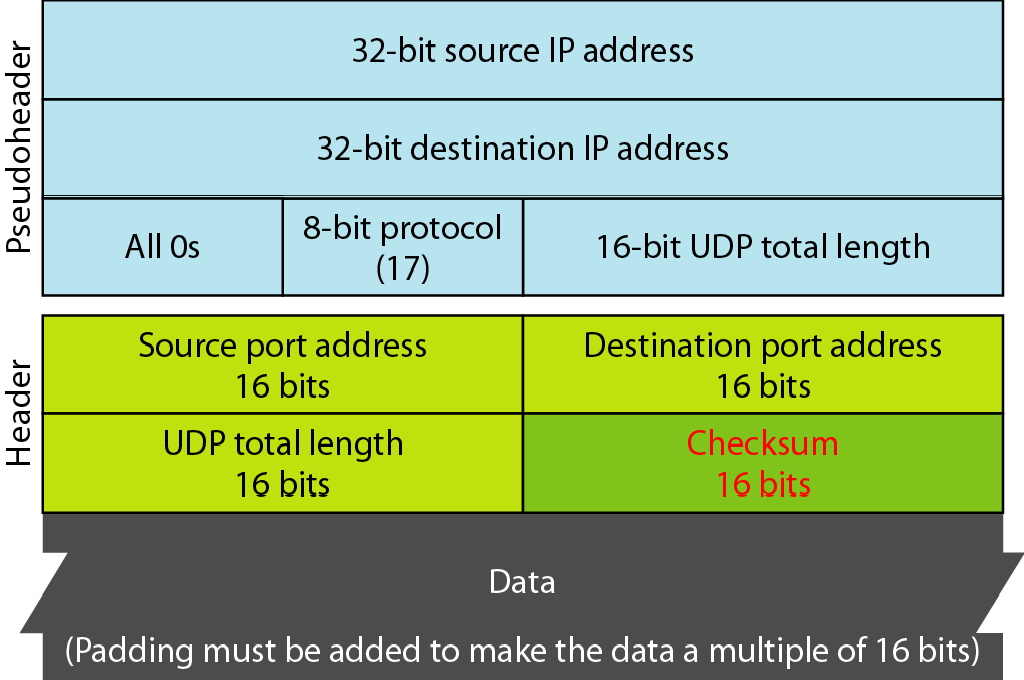 Pseudoheader
32-bit source IP address
32-bit destination IP address
All 0s
8-bit protocol
(17)
16-bit UDP total length
Header
Source port address
16 bits
Destination port address
16 bits
UDP total length
16 bits
Checksum
16 bits
Data
(Padding must be added to make the data a multiple of 16 bits)